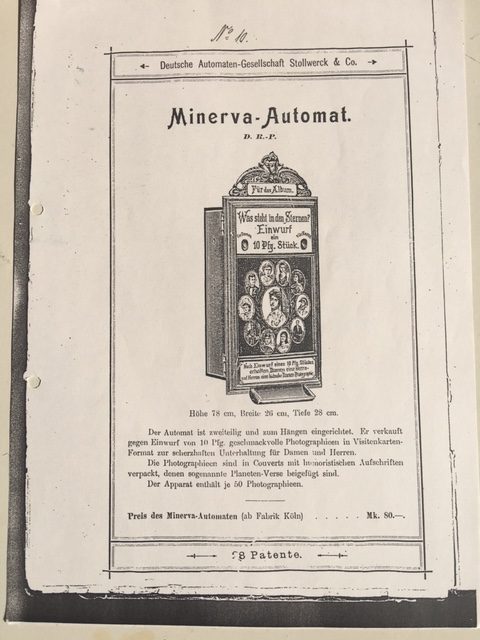 No 10.
Deutsche Automaten-Gesellschaft Stollwerck & Co.
Minerva-Automat.
D. R.-P.
Für das Album.
Was steht in den Sternen?
Einwurf
ein
10 Pfg. Stück.
Höhe 78 cm, Breite 26 cm, Tiefe 28 cm.
Der Automat ist zweiteilig und zum Hängen eingerichtet. Er verkauft
gegen Einwurf von 10 Pfg. geschmackvolle Photographieen in Visitenkarten-
Format zur scherzhaften Unterhaltung für Damen und Herren.
Die Photographieen sind in Couverts mit humoristischen Aufschriften
verpackt, denen sogenannte Planeten-Verse beigefügt sind.
Der Apparat enthält je 50 Photographieen.
Preis des Minerva-Automaten (ab Fabrik Köln) . . . . . Mk. 80.—.
Patente.